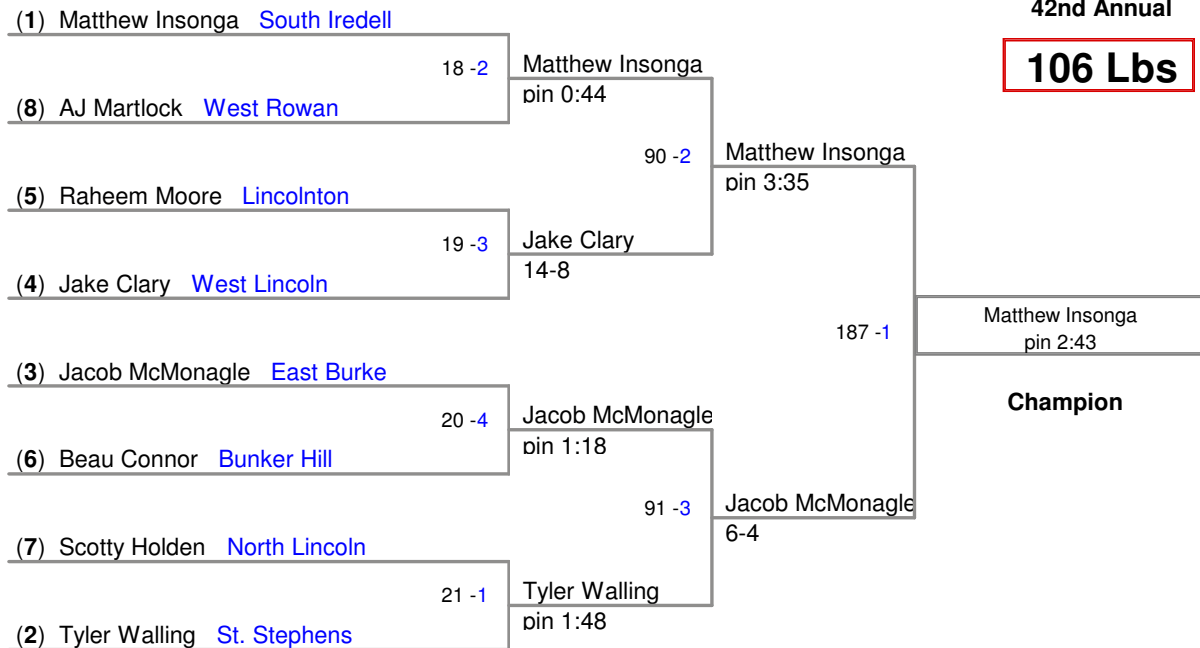 42nd Annual
106 Lbs
(1) Matthew Insonga South Iredell
18 -2
(8) AJ Martlock West Rowan
(5) Raheem Moore Lincolnton
19 -3
(4) Jake Clary West Lincoln
(3) Jacob McMonagle East Burke
20 -4
(6) Beau Connor Bunker Hill
(7) Scotty Holden North Lincoln
21 -1
(2) Tyler Walling St. Stephens
Matthew Insonga
pin 0:44
90 -2
Jake Clary
14-8
Jacob McMonagle
pin 1:18
91 -3
Tyler Walling
pin 1:48
Matthew Insonga
pin 3:35
187 -1
Jacob McMonagle
6-4
Matthew Insonga
pin 2:43
Champion